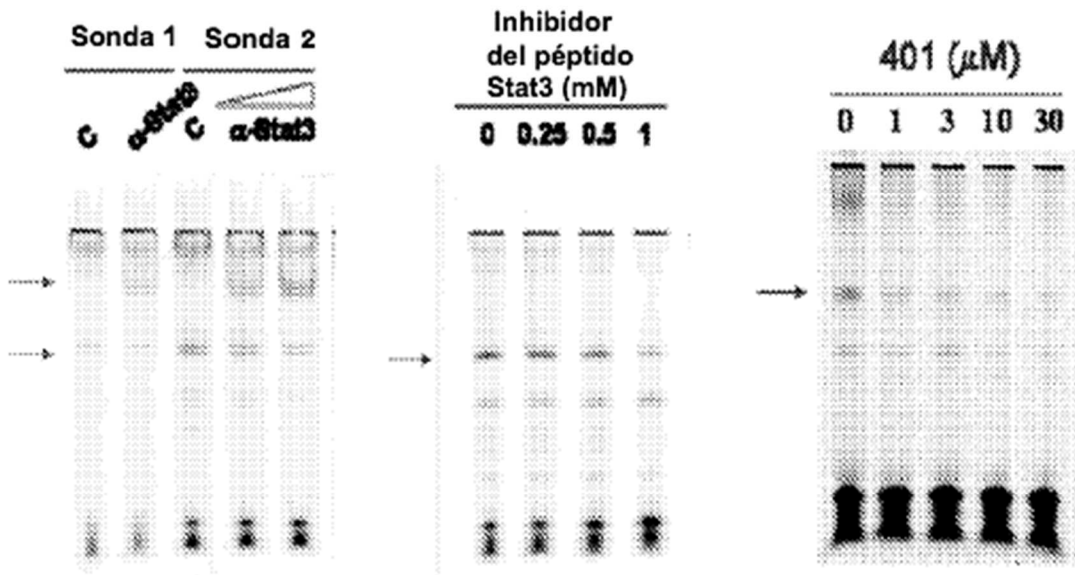 Sonda 1 Sonda 2
C α-Stat3 C α-Stat3
Inhibidor
del péptido
Stat3 (mM)
0 0.25 0.5 1
401 (μM)
0 1 3 10 30